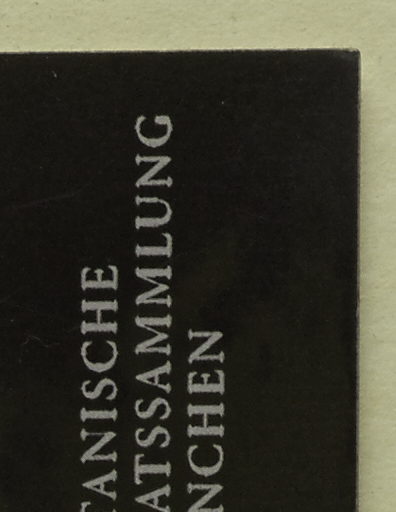 TANISCHE
ATSSAMMLUNG
NCHEN